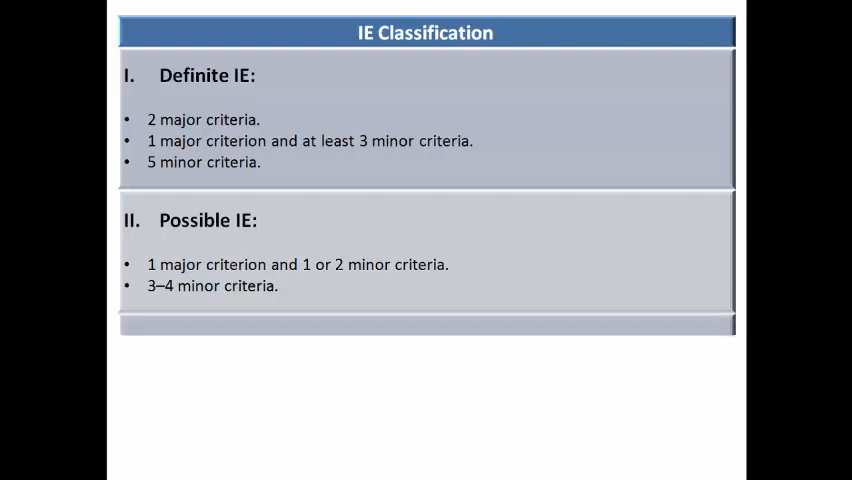 IE Classification
I. Definite IE:
• 2 major criteria.
• 1 major criterion and at least 3 minor criteria.
• 5 minor criteria.
II. Possible IE:
• 1 major criterion and 1 or 2 minor criteria.
• 3–4 minor criteria.